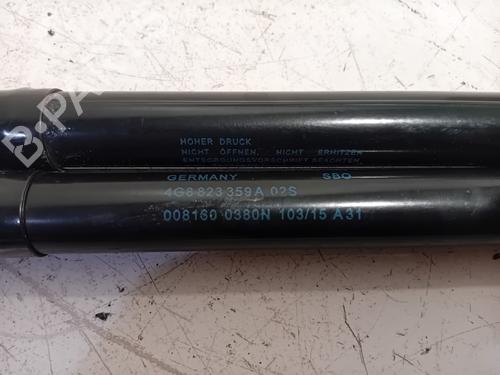 B-PARTS
HOHER DRUCK
NICHT ÖFFNEN, NICHT ERHITZEN
ENTSORGUNGSVORSCHRIFT BEACHTEN
GERMANY SBO
4G8 823 359 A 02S
008160 0380N 103/15 A31